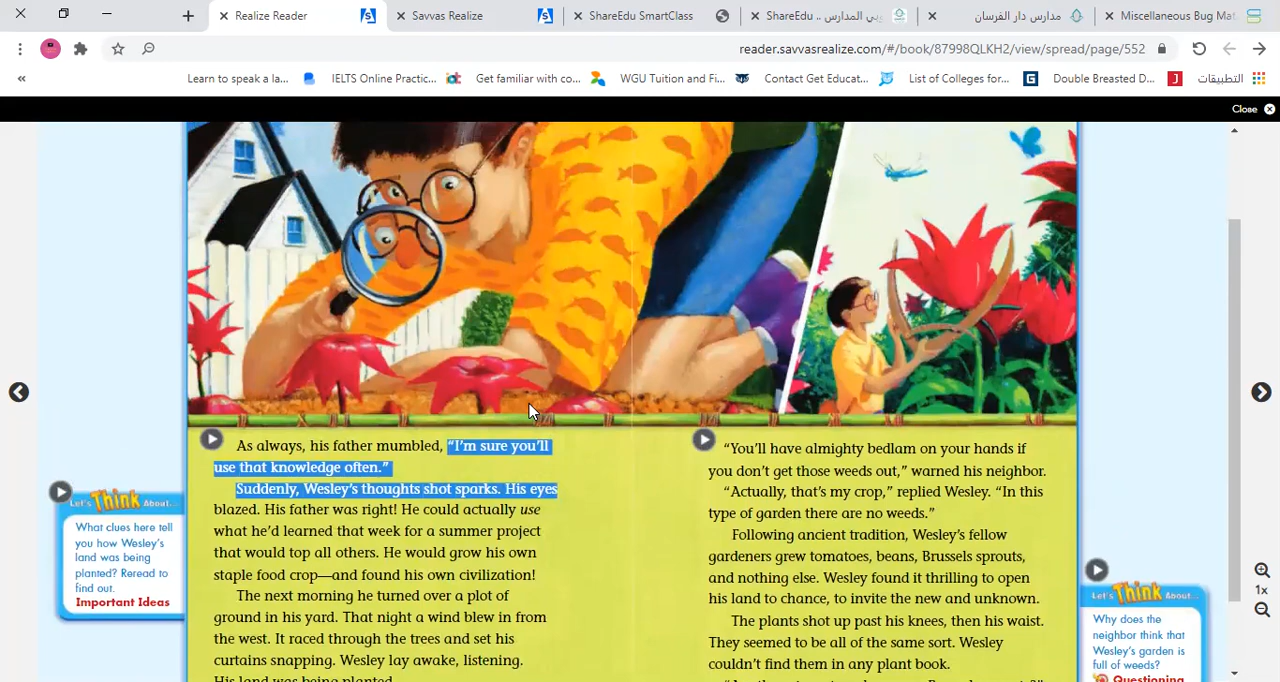 Realize Reader
Savvas Realize
ShareEdu SmartClass
ShareEdu .. وبي المدارس
مدارس دار الفرسان
Miscellaneous Bug Mat
reader.savvasrealize.com/#/book/87998QLKH2/view/spread/page/552
« Learn to speak a la... IELTS Online Practic... Get familiar with co... WGU Tuition and Fi... Contact Get Educat... List of Colleges for... Double Breasted D... التطبيقات
Close
As always, his father mumbled, “I’m sure you’ll
use that knowledge often.”
Suddenly, Wesley’s thoughts shot sparks. His eyes
blazed. His father was right! He could actually use
what he’d learned that week for a summer project
that would top all others. He would grow his own
staple food crop—and found his own civilization!
The next morning he turned over a plot of
ground in his yard. That night a wind blew in from
the west. It raced through the trees and set his
curtains snapping. Wesley lay awake, listening.
His land was being planted.
Let's Think About...
What clues here tell
you how Wesley’s
land was being
planted? Reread to
find out.
Important Ideas
“You’ll have almighty bedlam on your hands if
you don’t get those weeds out,” warned his neighbor.
“Actually, that’s my crop,” replied Wesley. “In this
type of garden there are no weeds.”
Following ancient tradition, Wesley’s fellow
gardeners grew tomatoes, beans, Brussels sprouts,
and nothing else. Wesley found it thrilling to open
his land to chance, to invite the new and unknown.
The plants shot up past his knees, then his waist.
They seemed to be all of the same sort. Wesley
couldn’t find them in any plant book.
Let's Think About...
Why does the
neighbor think that
Wesley’s garden is
full of weeds?
Questioning
1x